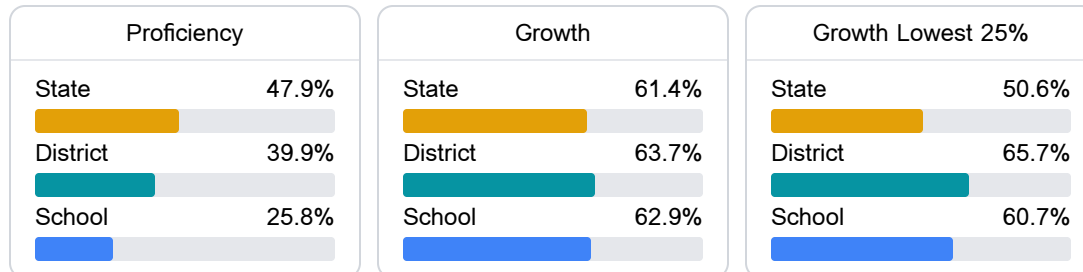 Proficiency
State 47.9%
District 39.9%
School 25.8%
Growth
State 61.4%
District 63.7%
School 62.9%
Growth Lowest 25%
State 50.6%
District 65.7%
School 60.7%